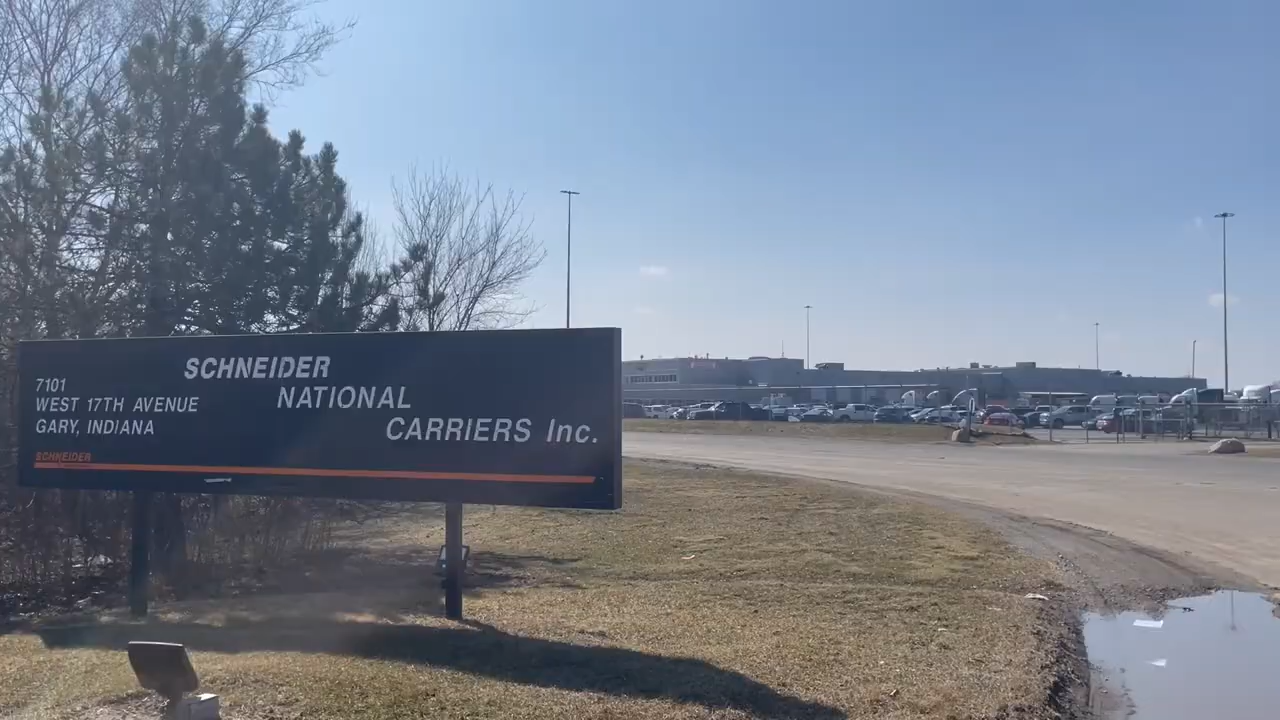 SCHNEIDER
NATIONAL
CARRIERS Inc.
7101
WEST 17TH AVENUE
GARY, INDIANA
SCHNEIDER